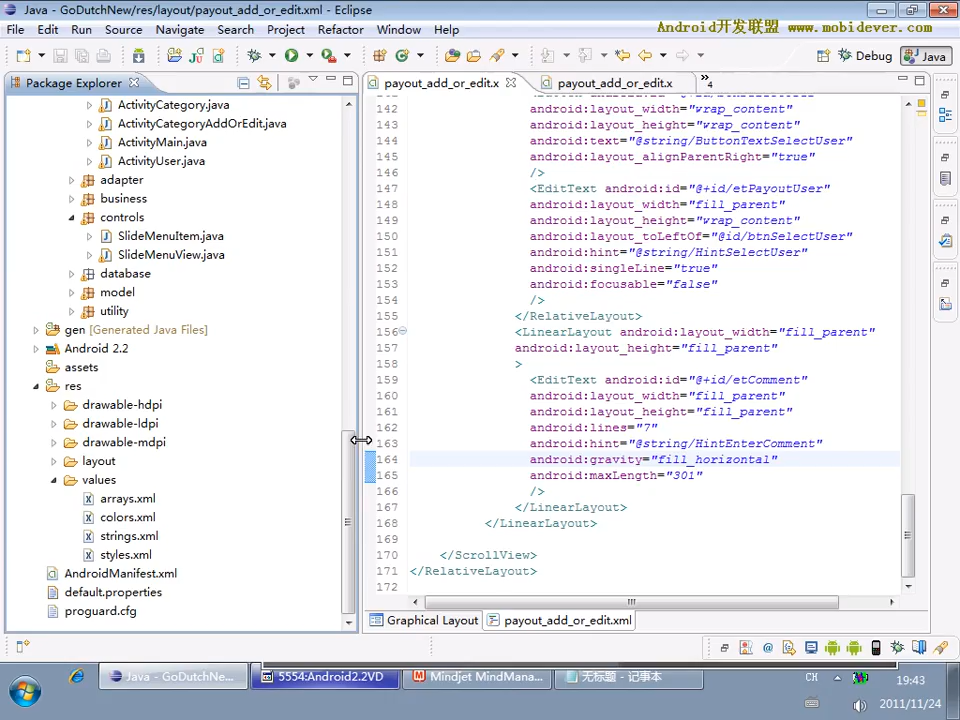 Java - GoDutchNew/res/layout/payout_add_or_edit.xml - Eclipse
File Edit Run Source Navigate Search Project Refactor Window Help
Android开发联盟 www.mobidever.com
Debug Java
Package Explorer
payout_add_or_edit.x payout_add_or_edit.x 4
ActivityCategory.java
ActivityCategoryAddOrEdit.java
ActivityMain.java
ActivityUser.java
adapter
business
controls
SlideMenuItem.java
SlideMenuView.java
database
model
utility
gen [Generated Java Files]
Android 2.2
assets
res
drawable-hdpi
drawable-ldpi
drawable-mdpi
layout
values
arrays.xml
colors.xml
strings.xml
styles.xml
AndroidManifest.xml
default.properties
proguard.cfg
142 android:layout_width="wrap_content"
143 android:layout_height="wrap_content"
144 android:text="@string/ButtonTextSelectUser"
145 android:layout_alignParentRight="true"
146 />
147 <EditText android:id="@+id/etPayoutUser"
148 android:layout_width="fill_parent"
149 android:layout_height="wrap_content"
150 android:layout_toLeftOf="@id/btnSelectUser"
151 android:hint="@string/HintSelectUser"
152 android:singleLine="true"
153 android:focusable="false"
154 />
155 </RelativeLayout>
156 <LinearLayout android:layout_width="fill_parent"
157 android:layout_height="fill_parent"
158 >
159 <EditText android:id="@+id/etComment"
160 android:layout_width="fill_parent"
161 android:layout_height="fill_parent"
162 android:lines="7"
163 android:hint="@string/HintEnterComment"
164 android:gravity="fill_horizontal"
165 android:maxLength="301"
166 />
167 </LinearLayout>
168 </LinearLayout>
169
170 </ScrollView>
171 </RelativeLayout>
172
Graphical Layout payout_add_or_edit.xml
Java - GoDutchNew... 5554:Android2.2VD Mindjet MindMana... 无标题 - 记事本
CH 19:43
2011/11/24